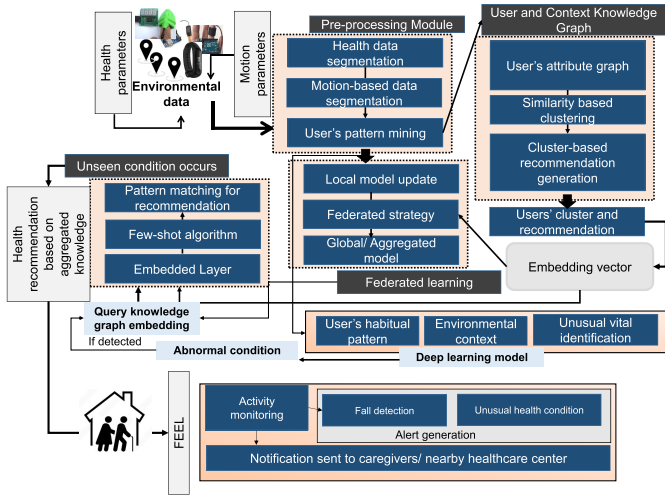 Health
parameters
Environmental
data
Motion
parameters
Pre-processing Module
Health data
segmentation
Motion-based data
segmentation
User's pattern mining
User and Context Knowledge
Graph
User's attribute graph
Similarity based
clustering
Cluster-based
recommendation
generation
Users' cluster and
recommendation
Embedding vector
Local model update
Federated strategy
Global/ Aggregated
model
Federated learning
Unseen condition occurs
Health
recommendation
based on
aggregated
knowledge
Pattern matching for
recommendation
Few-shot algorithm
Embedded Layer
Query knowledge
graph embedding
If detected
Abnormal condition
User's habitual
pattern
Environmental
context
Unusual vital
identification
Deep learning model
FEEL
Activity
monitoring
Fall detection
Unusual health condition
Alert generation
Notification sent to caregivers/ nearby healthcare center